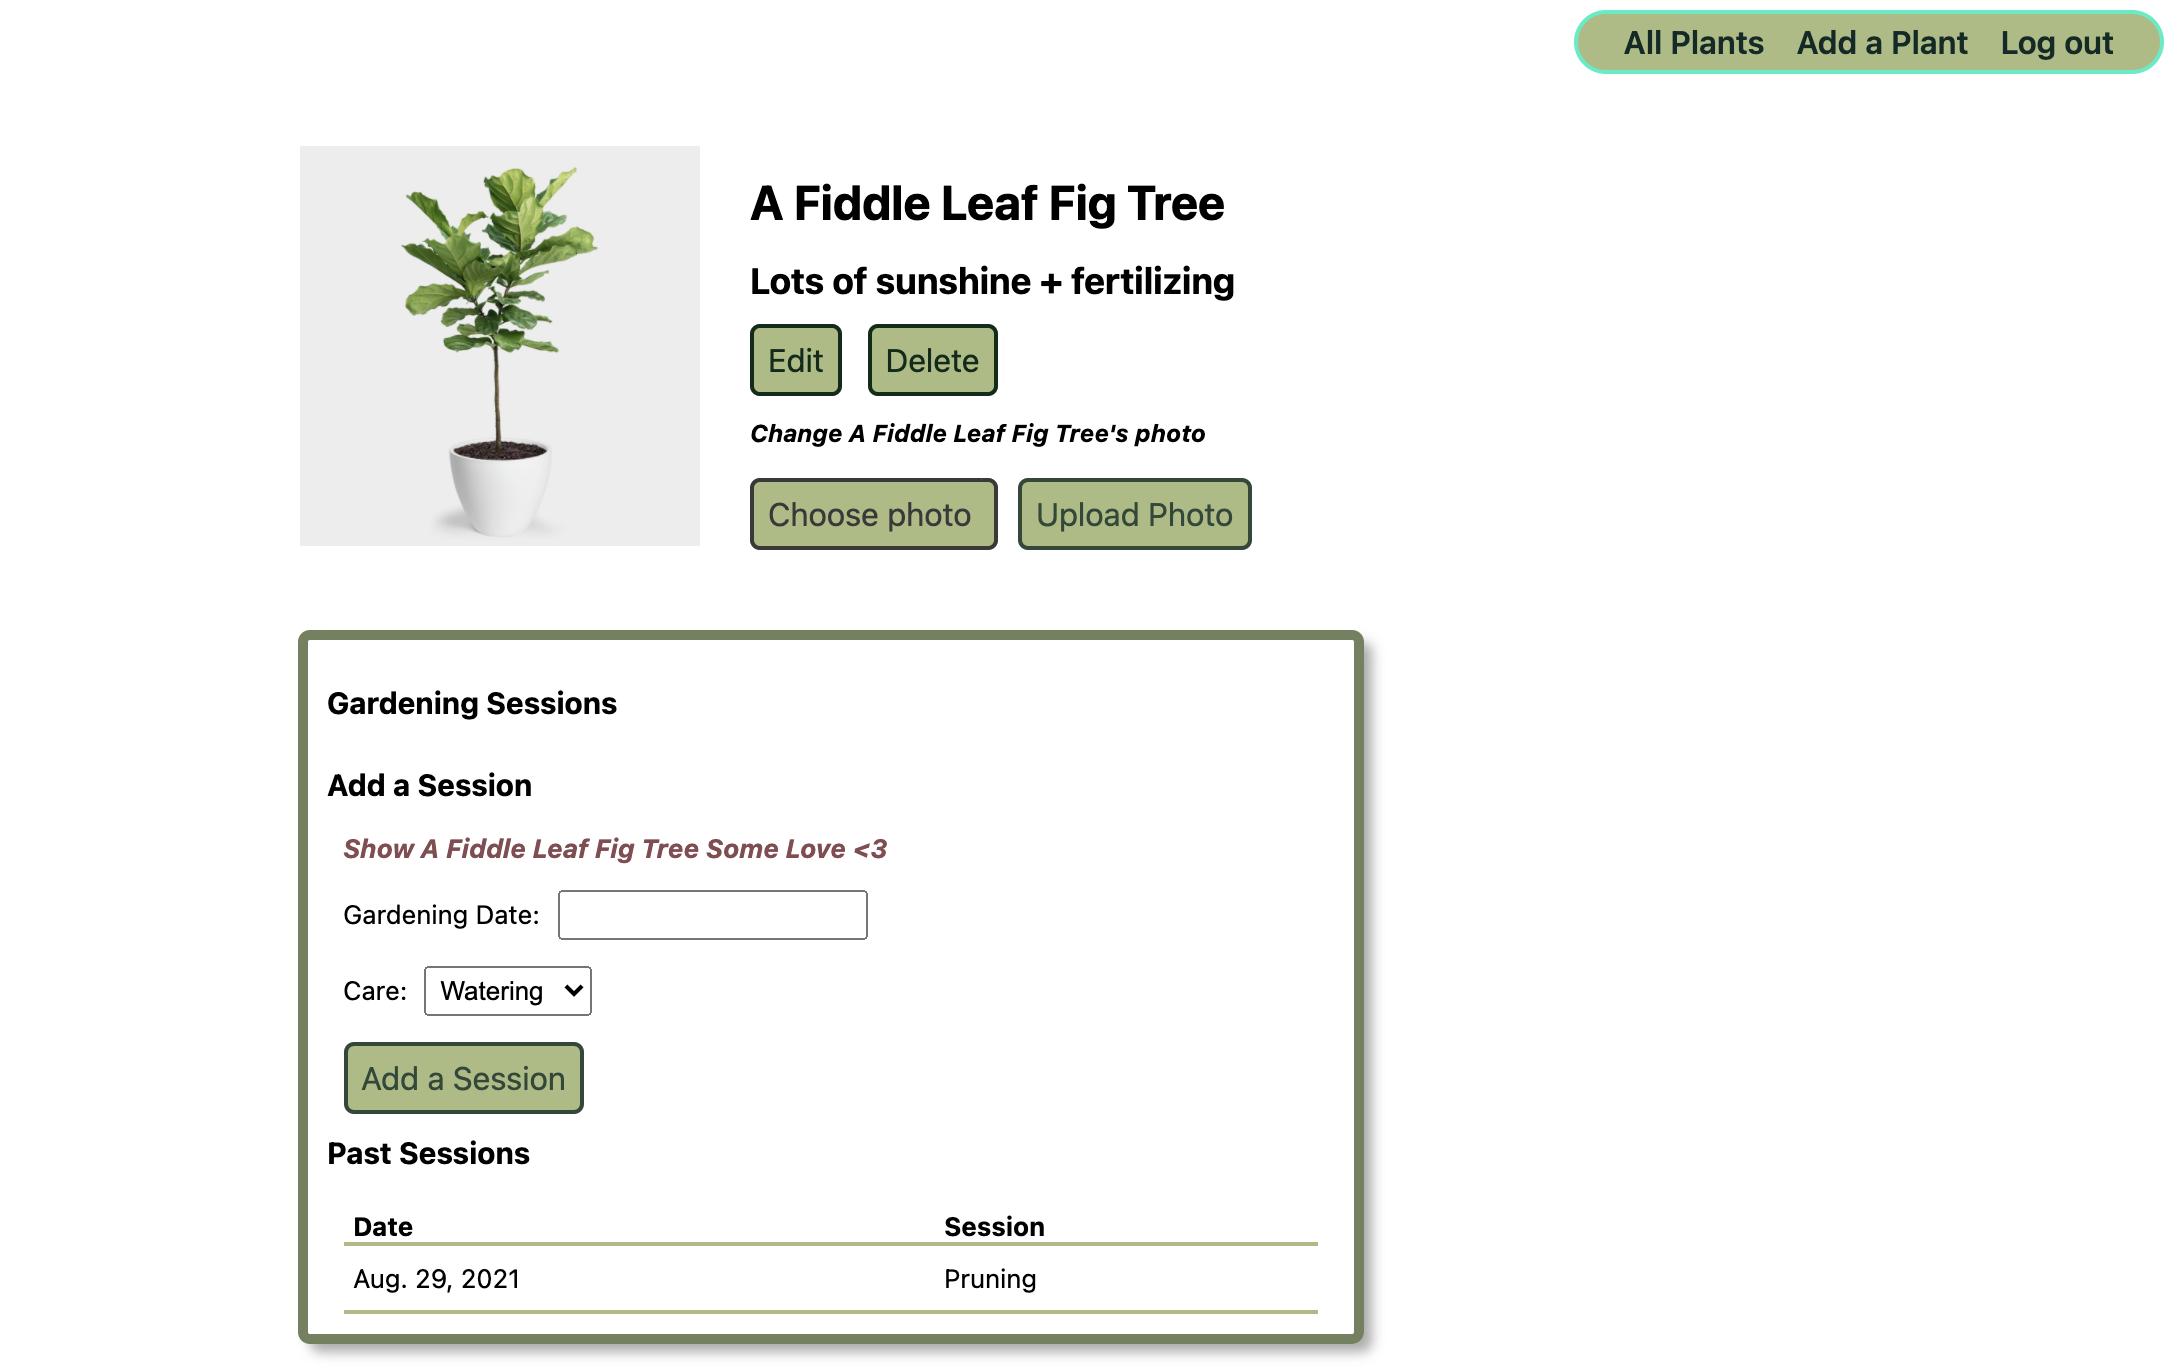 All Plants Add a Plant Log out
A Fiddle Leaf Fig Tree
Lots of sunshine + fertilizing
Edit Delete
Change A Fiddle Leaf Fig Tree's photo
Choose photo Upload Photo
Gardening Sessions
Add a Session
Show A Fiddle Leaf Fig Tree Some Love <3
Gardening Date:
Care: Watering
Add a Session
Past Sessions
Date Session
Aug. 29, 2021 Pruning